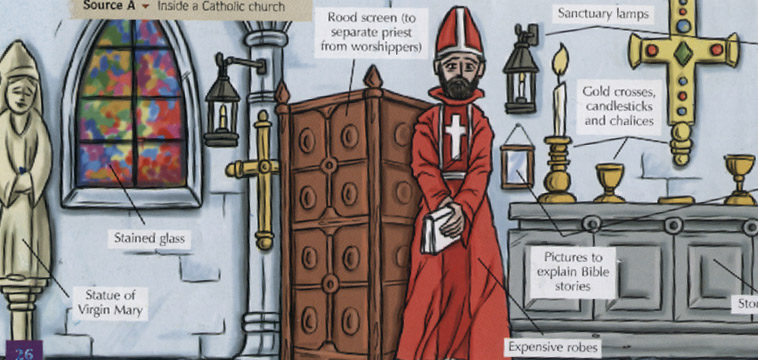 Source A Inside a Catholic church
Rood screen (to
separate priest
from worshippers)
Sanctuary lamps
Gold crosses,
candlesticks
and chalices
Stained glass
Pictures to
explain Bible
stories
Statue of
Virgin Mary
Expensive robes
26